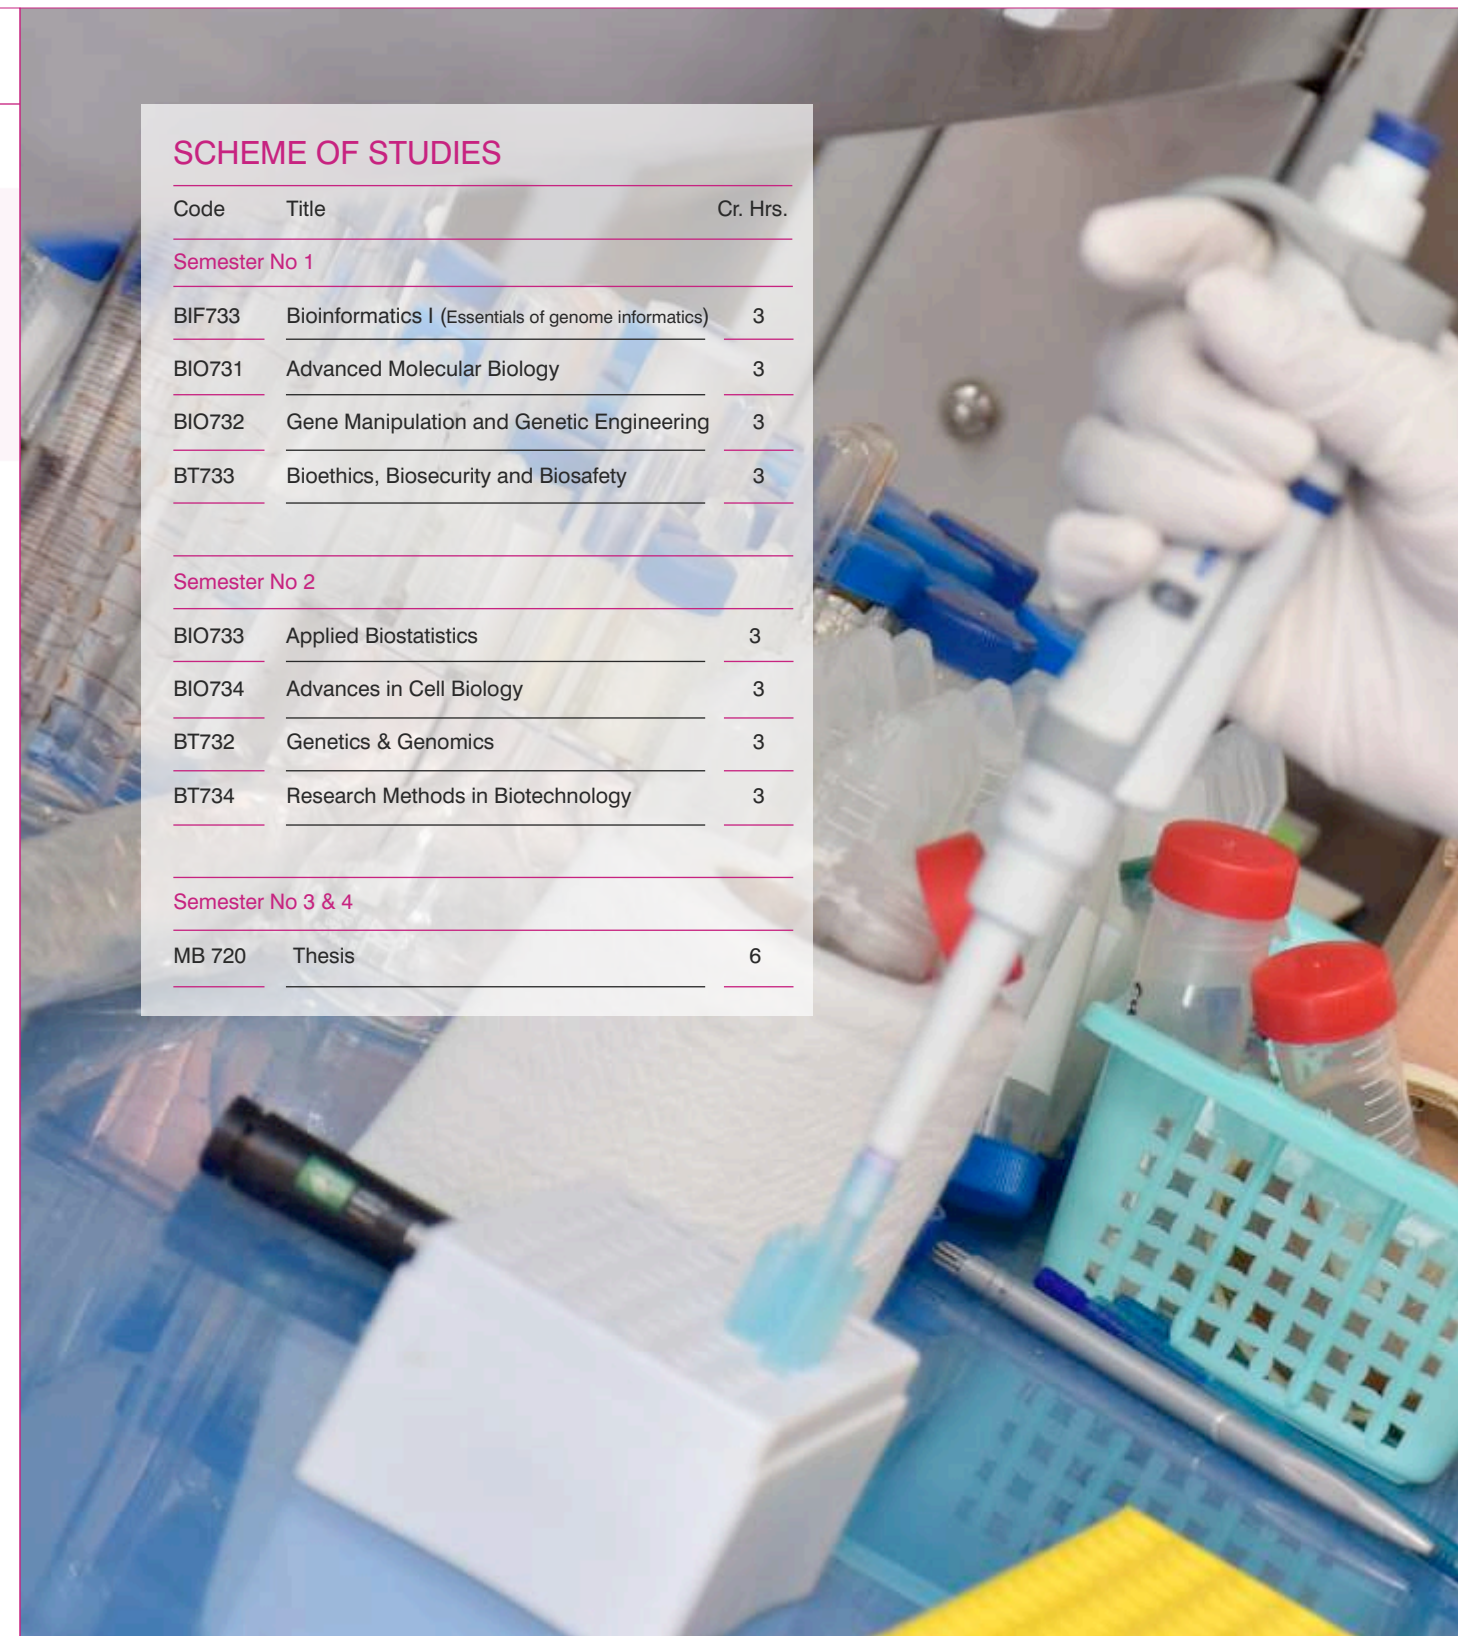 SCHEME OF STUDIES
Code Title Cr. Hrs.
Semester No 1
BIF733 Bioinformatics I (Essentials of genome informatics) 3
BIO731 Advanced Molecular Biology 3
BIO732 Gene Manipulation and Genetic Engineering 3
BT733 Bioethics, Biosecurity and Biosafety 3
Semester No 2
BIO733 Applied Biostatistics 3
BIO734 Advances in Cell Biology 3
BT732 Genetics & Genomics 3
BT734 Research Methods in Biotechnology 3
Semester No 3 & 4
MB 720 Thesis 6